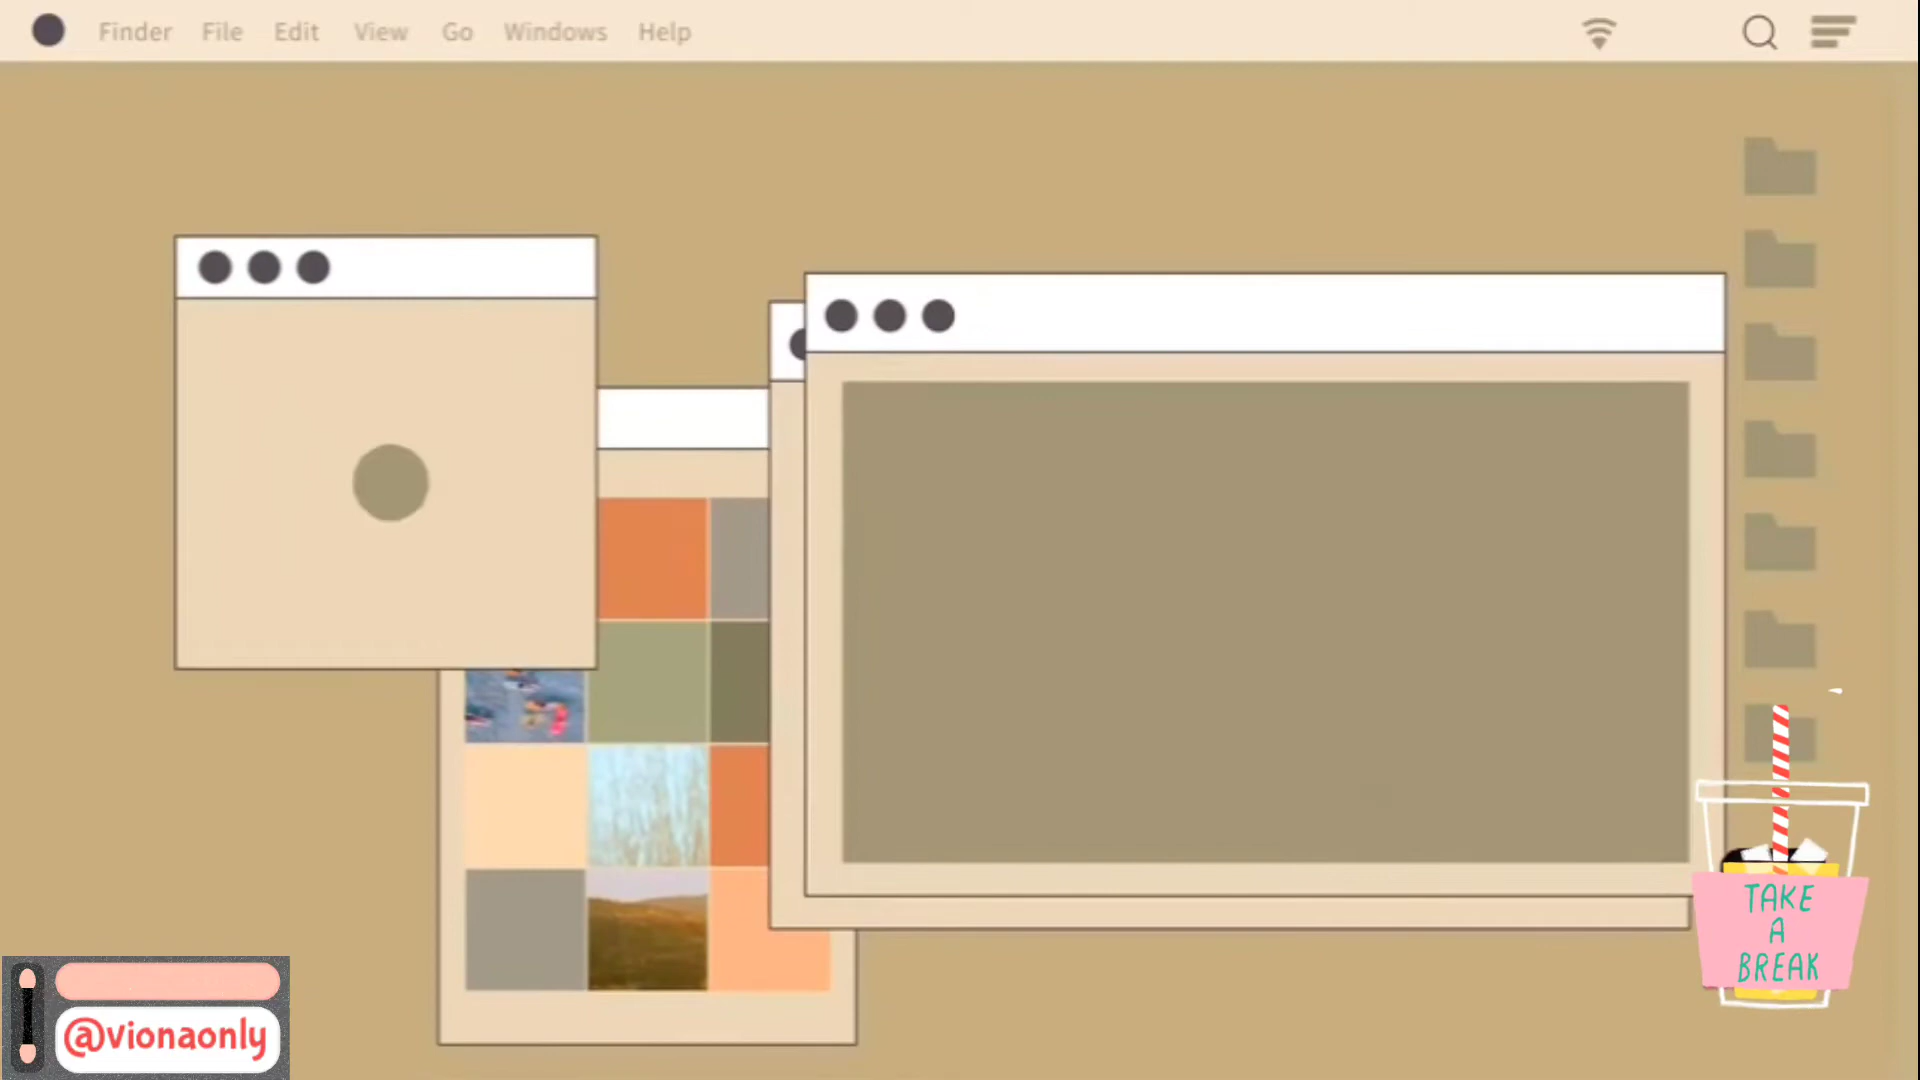 Finder File Edit View Go Windows Help
TAKE
A
BREAK
@vionaonly